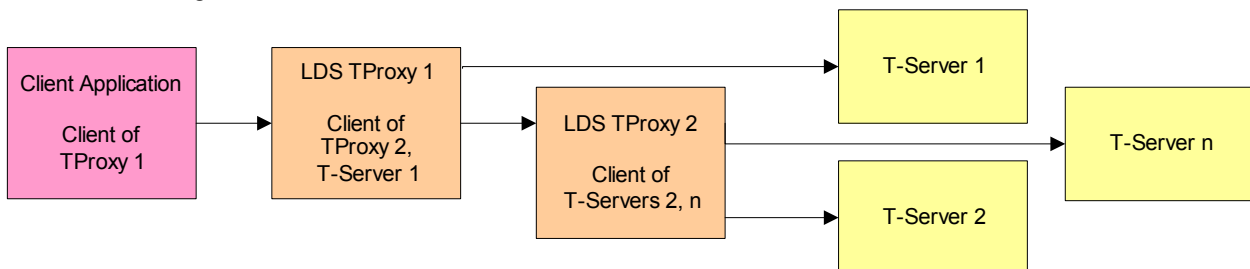 Client Application
Client of
TProxy 1
LDS TProxy 1
Client of
TProxy 2,
T-Server 1
LDS TProxy 2
Client of
T-Servers 2, n
T-Server 1
T-Server n
T-Server 2